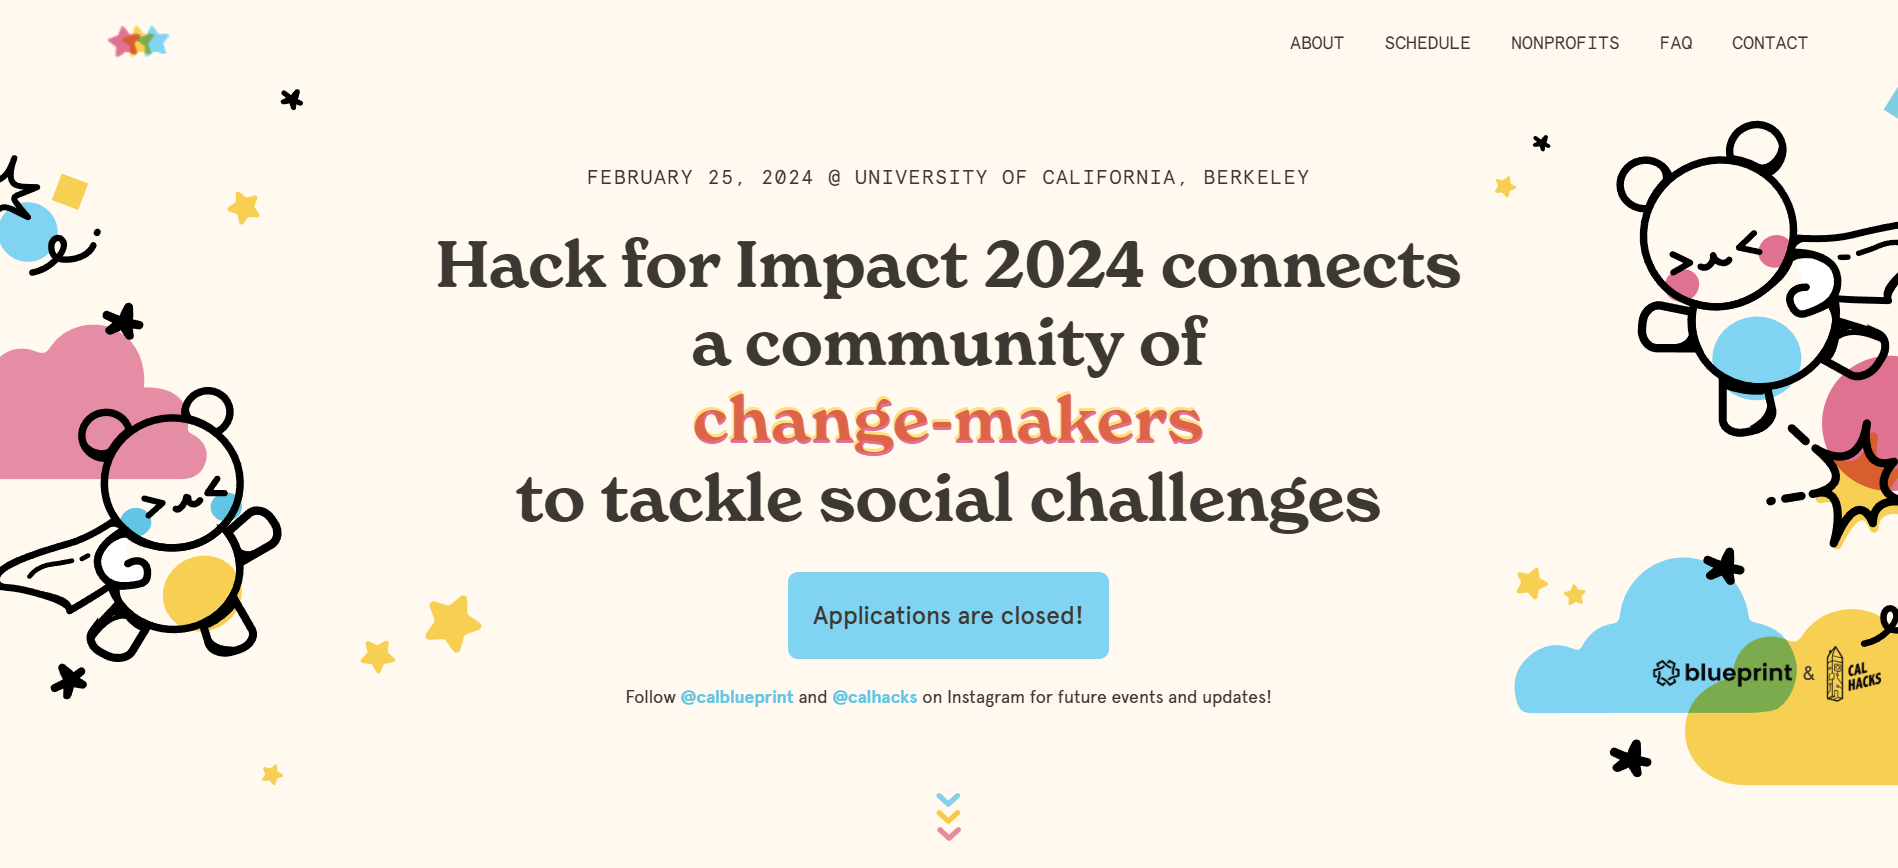 ABOUT SCHEDULE NONPROFITS FAQ CONTACT
FEBRUARY 25, 2024 @ UNIVERSITY OF CALIFORNIA, BERKELEY
Hack for Impact 2024 connects
a community of
change-makers
to tackle social challenges
Applications are closed!
Follow @calblueprint and @calhacks on Instagram for future events and updates!
blueprint & CAL
HACKS